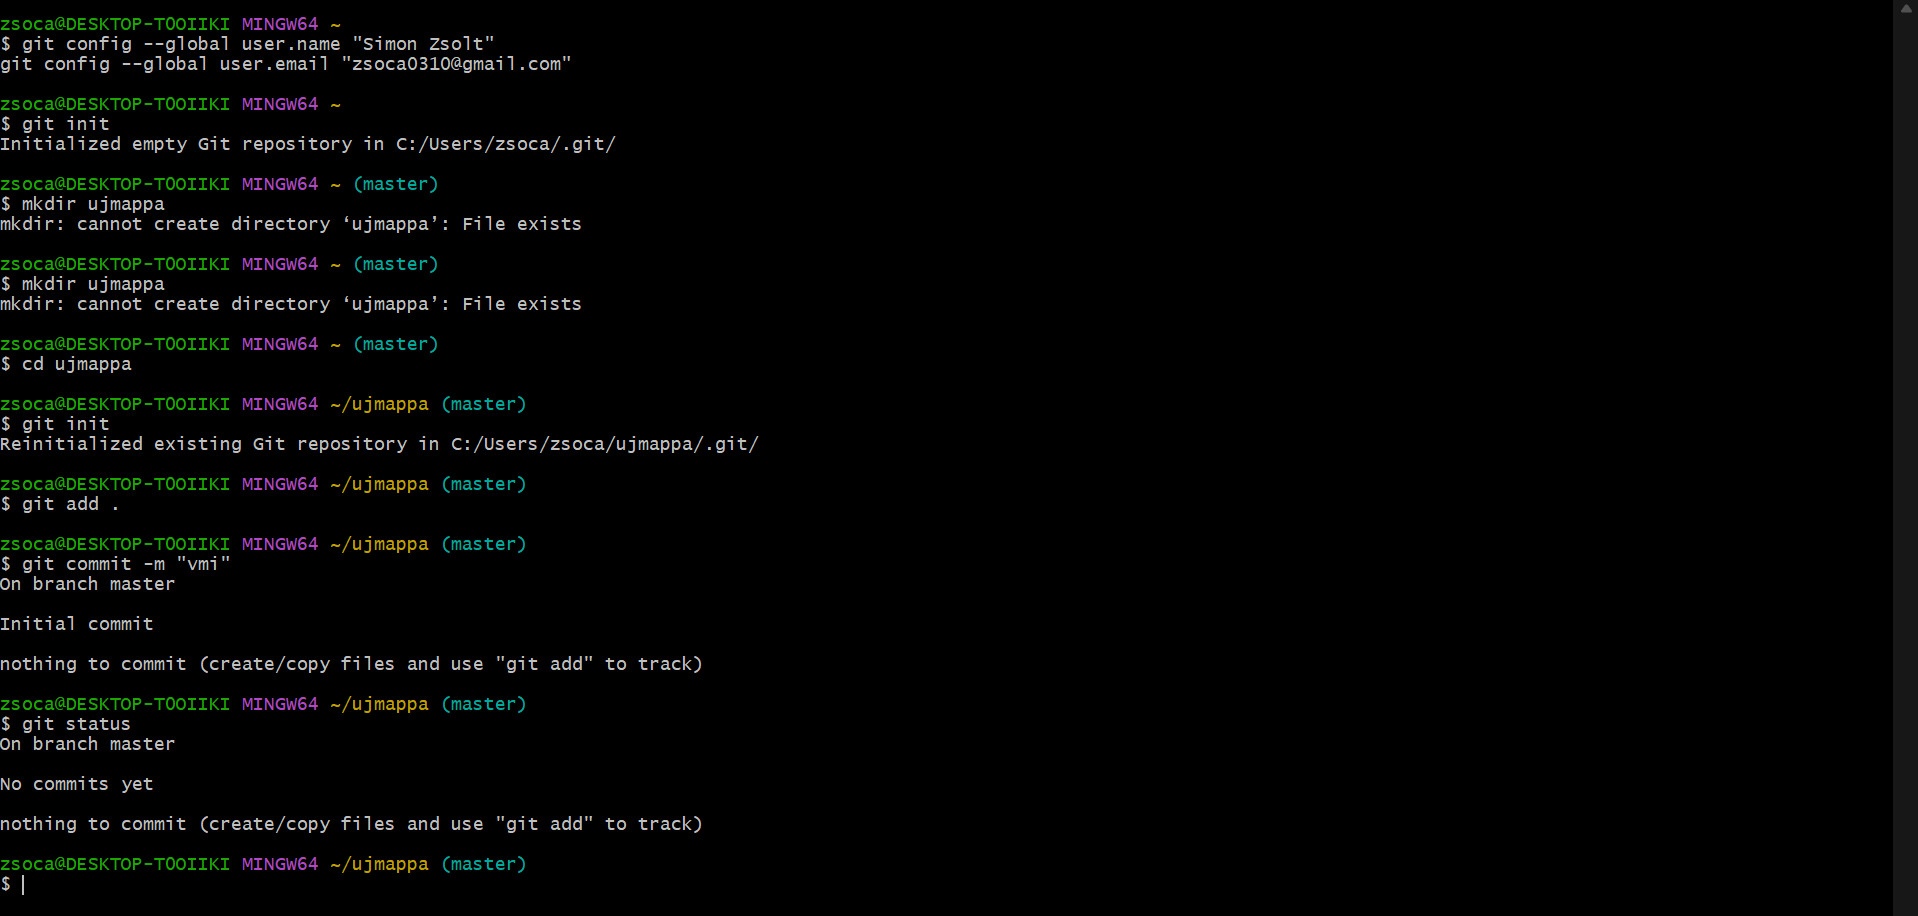 zsoca@DESKTOP-TOOIIKI MINGW64 ~
$ git config --global user.name "Simon Zsolt"
git config --global user.email "zsoca0310@gmail.com"
zsoca@DESKTOP-TOOIIKI MINGW64 ~
$ git init
Initialized empty Git repository in C:/Users/zsoca/.git/
zsoca@DESKTOP-TOOIIKI MINGW64 ~ (master)
$ mkdir ujmappa
mkdir: cannot create directory ‘ujmappa’: File exists
zsoca@DESKTOP-TOOIIKI MINGW64 ~ (master)
$ mkdir ujmappa
mkdir: cannot create directory ‘ujmappa’: File exists
zsoca@DESKTOP-TOOIIKI MINGW64 ~ (master)
$ cd ujmappa
zsoca@DESKTOP-TOOIIKI MINGW64 ~/ujmappa (master)
$ git init
Reinitialized existing Git repository in C:/Users/zsoca/ujmappa/.git/
zsoca@DESKTOP-TOOIIKI MINGW64 ~/ujmappa (master)
$ git add .
zsoca@DESKTOP-TOOIIKI MINGW64 ~/ujmappa (master)
$ git commit -m "vmi"
On branch master
Initial commit
nothing to commit (create/copy files and use "git add" to track)
zsoca@DESKTOP-TOOIIKI MINGW64 ~/ujmappa (master)
$ git status
On branch master
No commits yet
nothing to commit (create/copy files and use "git add" to track)
zsoca@DESKTOP-TOOIIKI MINGW64 ~/ujmappa (master)
$